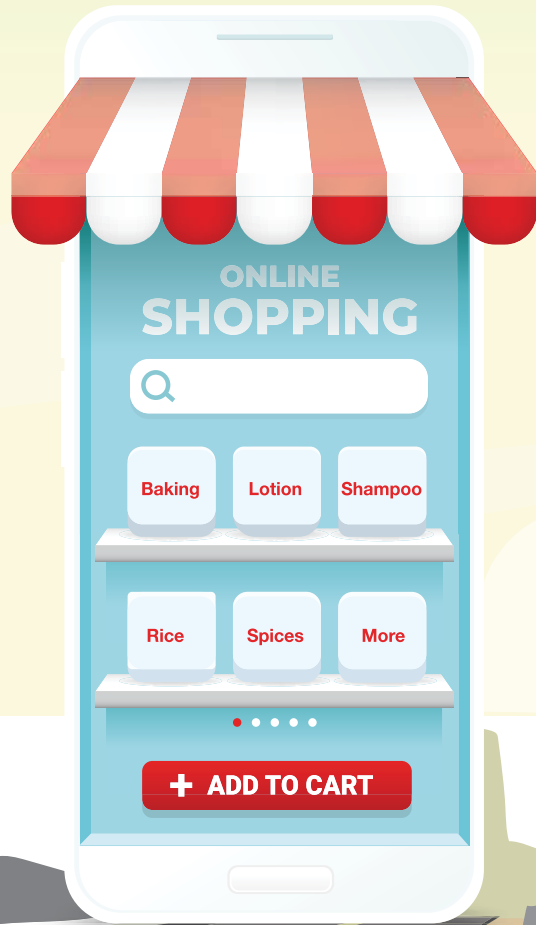 ONLINE
SHOPPING
Baking Lotion Shampoo
Rice Spices More
+ ADD TO CART